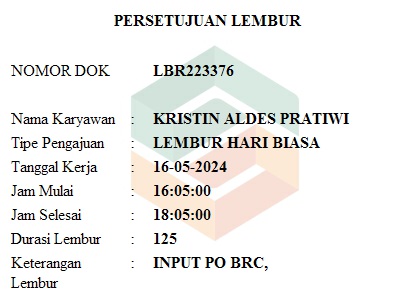 PERSETUJUAN LEMBUR
NOMOR DOK LBR223376
Nama Karyawan : KRISTIN ALDES PRATIWI
Tipe Pengajuan : LEMBUR HARI BIASA
Tanggal Kerja : 16-05-2024
Jam Mulai : 16:05:00
Jam Selesai : 18:05:00
Durasi Lembur : 125
Keterangan : INPUT PO BRC,
Lembur